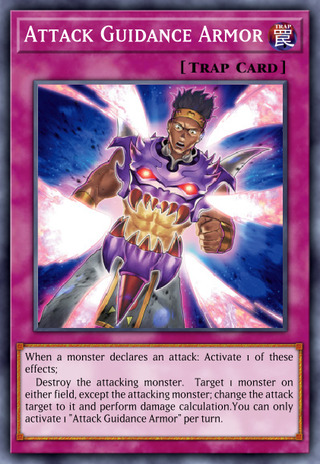 Attack Guidance Armor
TRAP
罠
[Trap Card]
When a monster declares an attack: Activate 1 of these
effects;
Destroy the attacking monster. Target 1 monster on
either field, except the attacking monster; change the attack
target to it and perform damage calculation.You can only
activate 1 "Attack Guidance Armor" per turn.